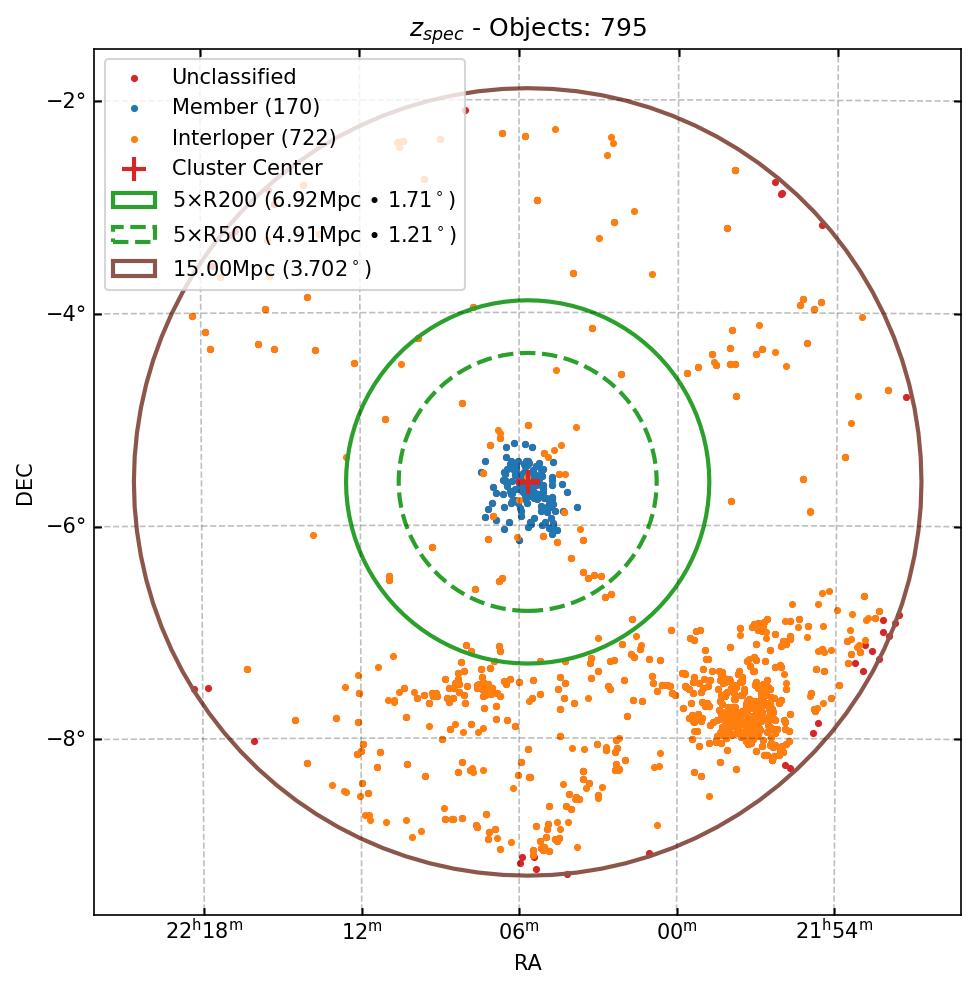 z_spec - Objects: 795
Unclassified
Member (170)
Interloper (722)
Cluster Center
5×R200 (6.92Mpc • 1.71°)
5×R500 (4.91Mpc • 1.21°)
15.00Mpc (3.702°)
−2°
−4°
−6°
−8°
DEC
22h18m 12m 06m 00m 21h54m
RA